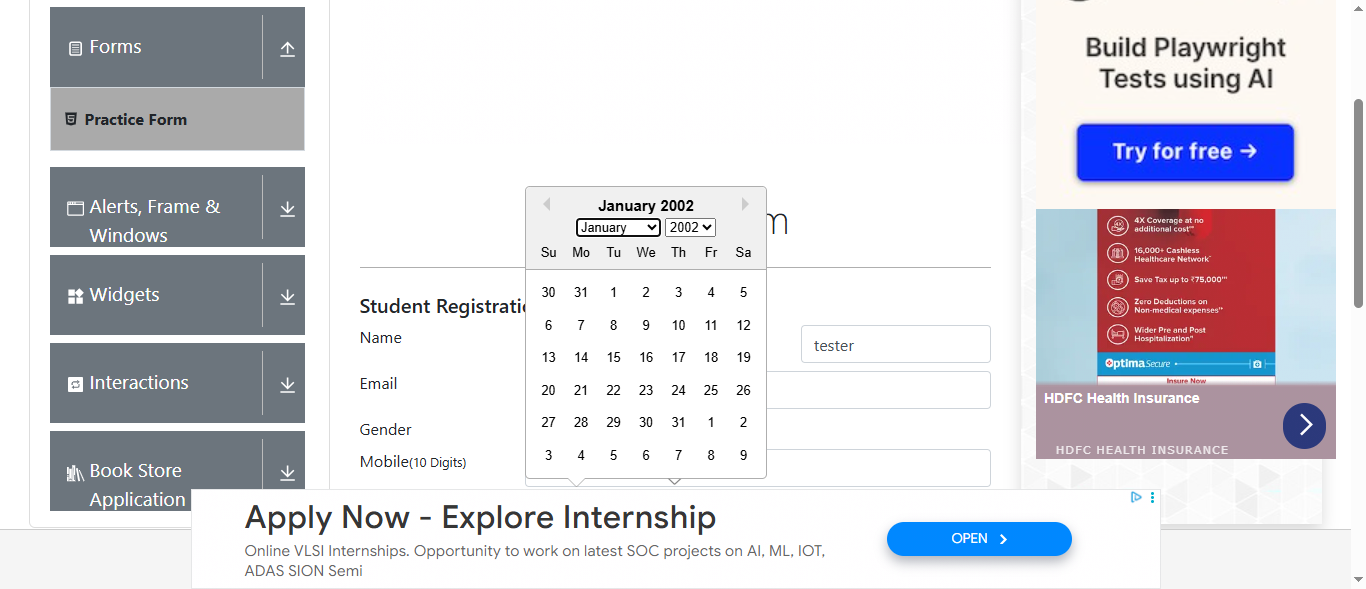 Forms
Practice Form
Alerts, Frame &
Windows
Widgets
Interactions
Book Store
Application
January 2002
January 2002
Su Mo Tu We Th Fr Sa
30 31 1 2 3 4 5
6 7 8 9 10 11 12
13 14 15 16 17 18 19
20 21 22 23 24 25 26
27 28 29 30 31 1 2
3 4 5 6 7 8 9
m
Student Registratio
Name
tester
Email
Gender
Mobile(10 Digits)
Build Playwright
Tests using AI
Try for free →
4X Coverage at no
additional cost**
16,000+ Cashless
Healthcare Network*
Save Tax up to ₹75,000***
Zero Deductions on
Non-medical expenses**
Wider Pre and Post
Hospitalization*
Optima Secure
Insure Now
HDFC Health Insurance
HDFC HEALTH INSURANCE
Apply Now - Explore Internship
Online VLSI Internships. Opportunity to work on latest SOC projects on AI, ML, IOT,
ADAS SION Semi
OPEN